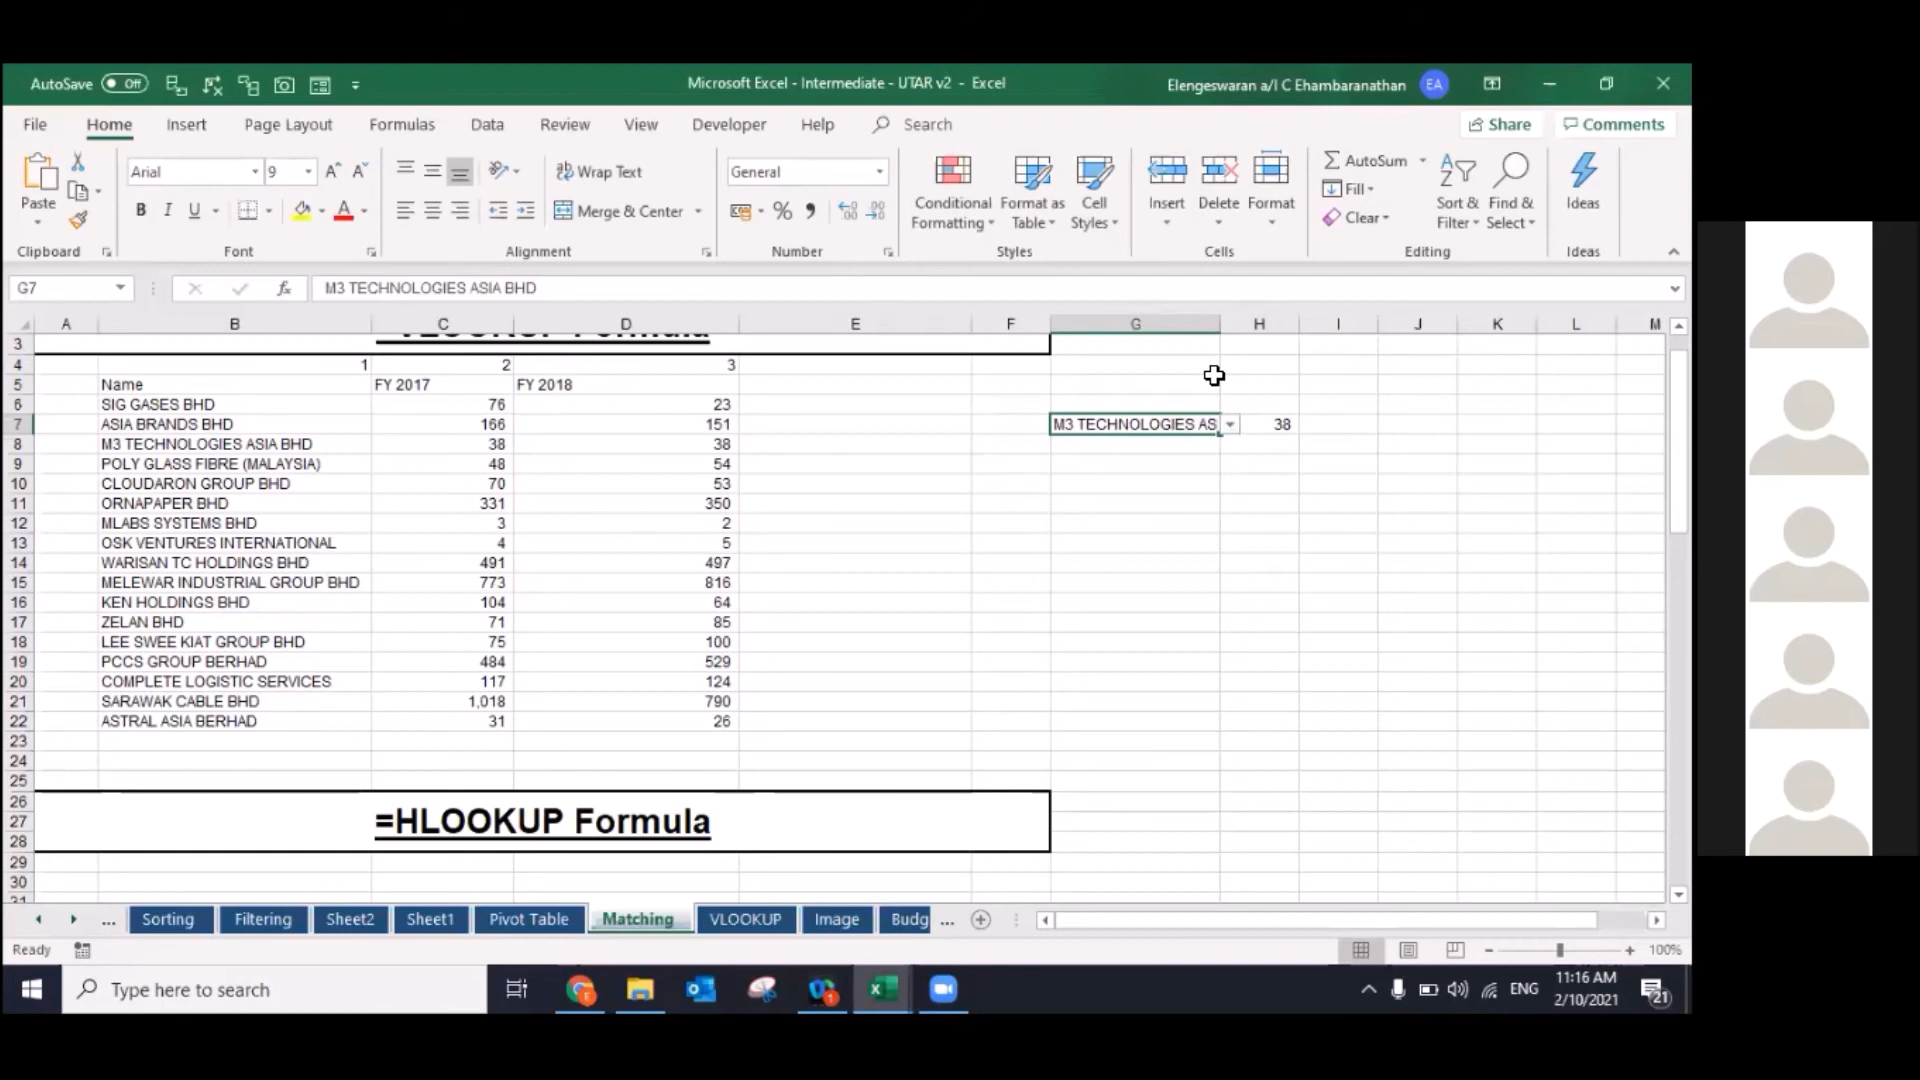 AutoSave Off
Microsoft Excel - Intermediate - UTAR v2 - Excel
Elengeswaran a/l C Ehambaranathan EA
File Home Insert Page Layout Formulas Data Review View Developer Help Search
Share Comments
Paste
Clipboard
Arial 9
B I U
Font
Wrap Text
Merge & Center
Alignment
General
Number
Conditional Formatting
Format as Table
Cell Styles
Styles
Insert Delete Format
Cells
AutoSum
Fill
Clear
Sort & Filter
Find & Select
Editing
Ideas
Ideas
G7 fx M3 TECHNOLOGIES ASIA BHD
A B C D E F G H I J K L M
3 VLOOKUP Formula
4 1 2 3
5 Name FY 2017 FY 2018
6 SIG GASES BHD 76 23
7 ASIA BRANDS BHD 166 151 M3 TECHNOLOGIES AS 38
8 M3 TECHNOLOGIES ASIA BHD 38 38
9 POLY GLASS FIBRE (MALAYSIA) 48 54
10 CLOUDARON GROUP BHD 70 53
11 ORNAPAPER BHD 331 350
12 MLABS SYSTEMS BHD 3 2
13 OSK VENTURES INTERNATIONAL 4 5
14 WARISAN TC HOLDINGS BHD 491 497
15 MELEWAR INDUSTRIAL GROUP BHD 773 816
16 KEN HOLDINGS BHD 104 64
17 ZELAN BHD 71 85
18 LEE SWEE KIAT GROUP BHD 75 100
19 PCCS GROUP BERHAD 484 529
20 COMPLETE LOGISTIC SERVICES 117 124
21 SARAWAK CABLE BHD 1,018 790
22 ASTRAL ASIA BERHAD 31 26
23
24
25
26
27 =HLOOKUP Formula
28
29
30
31
... Sorting Filtering Sheet2 Sheet1 Pivot Table Matching VLOOKUP Image Budg ...
Ready
100%
Type here to search
ENG
11:16 AM
2/10/2021
21